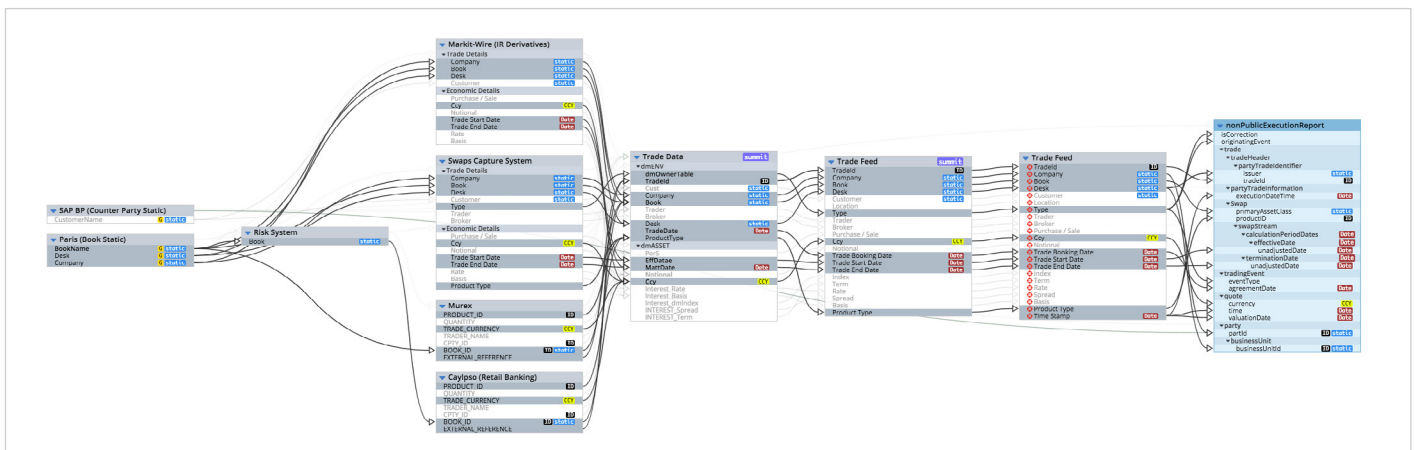 SAP BP (Counter Party Static)
CustomerName G static
Paris (Book Static)
BookName G static
Desk G static
Company G static
Risk System
Book static
Markit-Wire (IR Derivatives)
Trade Details
Company static
Book static
Desk static
Customer static
Economic Details
Purchase / Sale
Ccy CCY
Notional
Trade Start Date Date
Trade End Date Date
Rate
Basis
Swaps Capture System
Trade Details
Company static
Book static
Desk static
Customer static
Type
Trader
Broker
Economic Details
Purchase / Sale
Ccy CCY
Notional
Trade Start Date Date
Trade End Date Date
Rate
Basis
Product Type
Murex
PRODUCT_ID ID
QUANTITY
TRADE_CURRENCY CCY
TRADER_NAME
CPTY_ID ID
BOOK_ID ID static
EXTERNAL_REFERENCE
Caylpso (Retail Banking)
PRODUCT_ID ID
QUANTITY
TRADE_CURRENCY CCY
TRADER_NAME
CPTY_ID ID
BOOK_ID ID static
EXTERNAL_REFERENCE
Trade Data summit
dmENV
dmOwnerTable
TradeId ID
Cust static
Company static
Book static
Trader
Broker
Desk static
TradeDate Date
ProductType
dmASSET
PorS
EffDatae
MattDate Date
Notional
Ccy CCY
Interest_Rate
Interest_Basis
Interest_dmIndex
INTEREST_Spread
INTEREST_Term
Trade Feed summit
TradeId ID
Company static
Book static
Desk static
Customer static
Location
Type
Trader
Broker
Purchase / Sale
Ccy CCY
Notional
Trade Booking Date Date
Trade Start Date Date
Trade End Date Date
Index
Term
Rate
Spread
Basis
Product Type
Trade Feed
TradeId ID
Company static
Book static
Desk static
Customer static
Location
Type
Trader
Broker
Purchase / Sale
Ccy CCY
Notional
Trade Booking Date Date
Trade Start Date Date
Trade End Date Date
Index
Term
Rate
Spread
Basis
Product Type
Time Stamp Date
nonPublicExecutionReport
isCorrection
originatingEvent
trade
tradeHeader
partyTradeIdentifier
issuer static
tradeId ID
partyTradeInformation
executionDateTime Date
Swap
primaryAssetClass static
productID ID
swapStream
calculationPeriodDates Date
effectiveDate Date
unadjustedDate Date
terminationDate Date
unadjustedDate Date
tradingEvent
eventType
agreementDate Date
quote
currency CCY
time Date
valuationDate Date
party
partId ID static
businessUnit
businessUnitId ID static